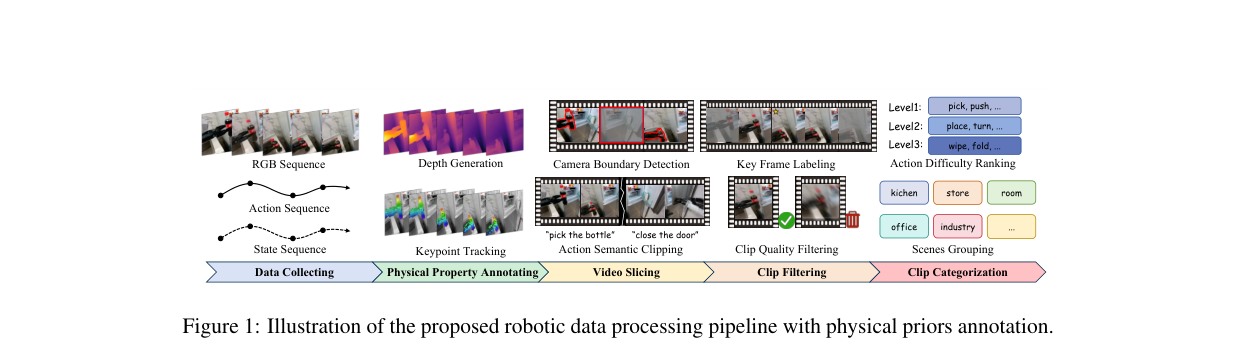 RGB Sequence
Action Sequence
State Sequence
Data Collecting
Depth Generation
Keypoint Tracking
Physical Property Annotating
Camera Boundary Detection
"pick the bottle" "close the door"
Action Semantic Clipping
Video Slicing
Key Frame Labeling
Clip Quality Filtering
Clip Filtering
Level1: pick, push, ...
Level2: place, turn, ...
Level3: wipe, fold, ...
Action Difficulty Ranking
kichen store room
office industry ...
Scenes Grouping
Clip Categorization
Figure 1: Illustration of the proposed robotic data processing pipeline with physical priors annotation.